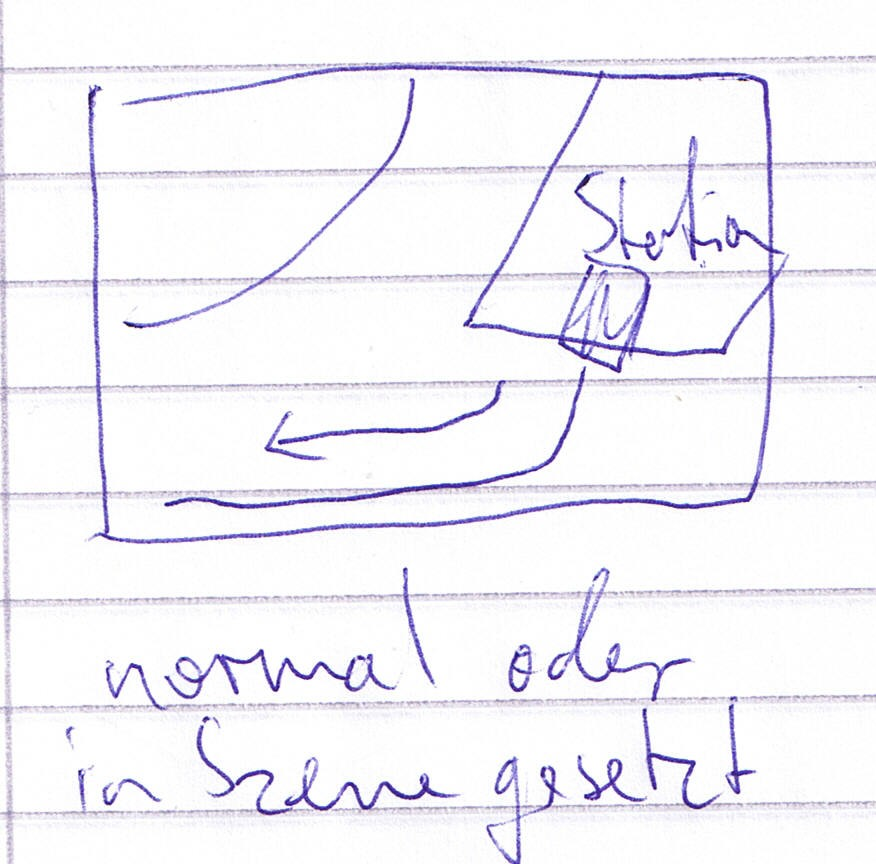 Station
normal oder
in Szene gesetzt